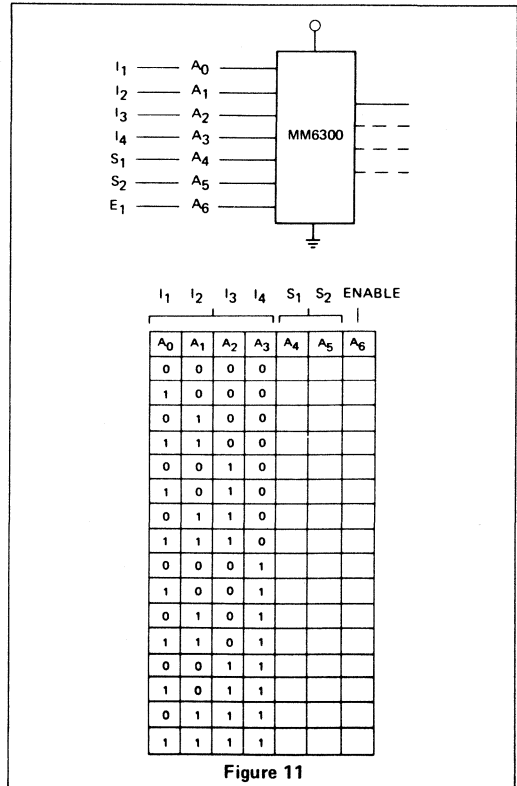 I1 A0
I2 A1
I3 A2
I4 A3
S1 A4
S2 A5
E1 A6
MM6300
I1 I2 I3 I4 S1 S2 ENABLE
A0 A1 A2 A3 A4 A5 A6
0 0 0 0
1 0 0 0
0 1 0 0
1 1 0 0
0 0 1 0
1 0 1 0
0 1 1 0
1 1 1 0
0 0 0 1
1 0 0 1
0 1 0 1
1 1 0 1
0 0 1 1
1 0 1 1
0 1 1 1
1 1 1 1
Figure 11